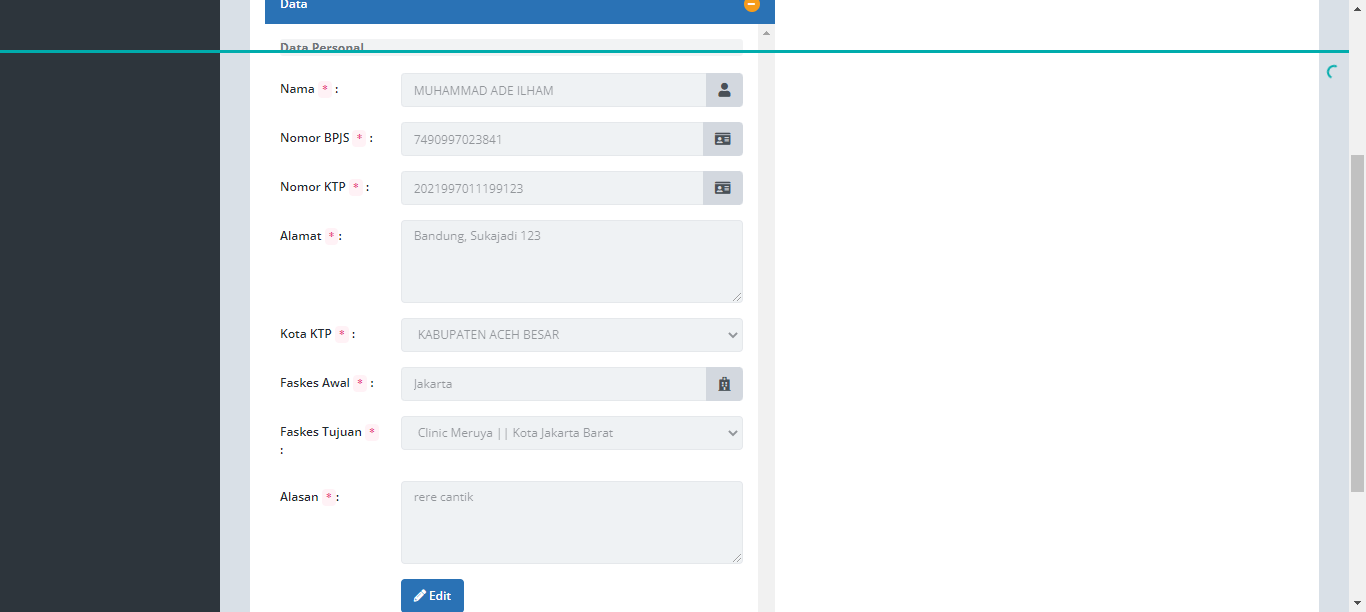 Data
Data Personal
Nama * :
MUHAMMAD ADE ILHAM
Nomor BPJS * :
7490997023841
Nomor KTP * :
2021997011199123
Alamat * :
Bandung, Sukajadi 123
Kota KTP * :
KABUPATEN ACEH BESAR
Faskes Awal * :
Jakarta
Faskes Tujuan *
:
Clinic Meruya || Kota Jakarta Barat
Alasan * :
rere cantik
Edit